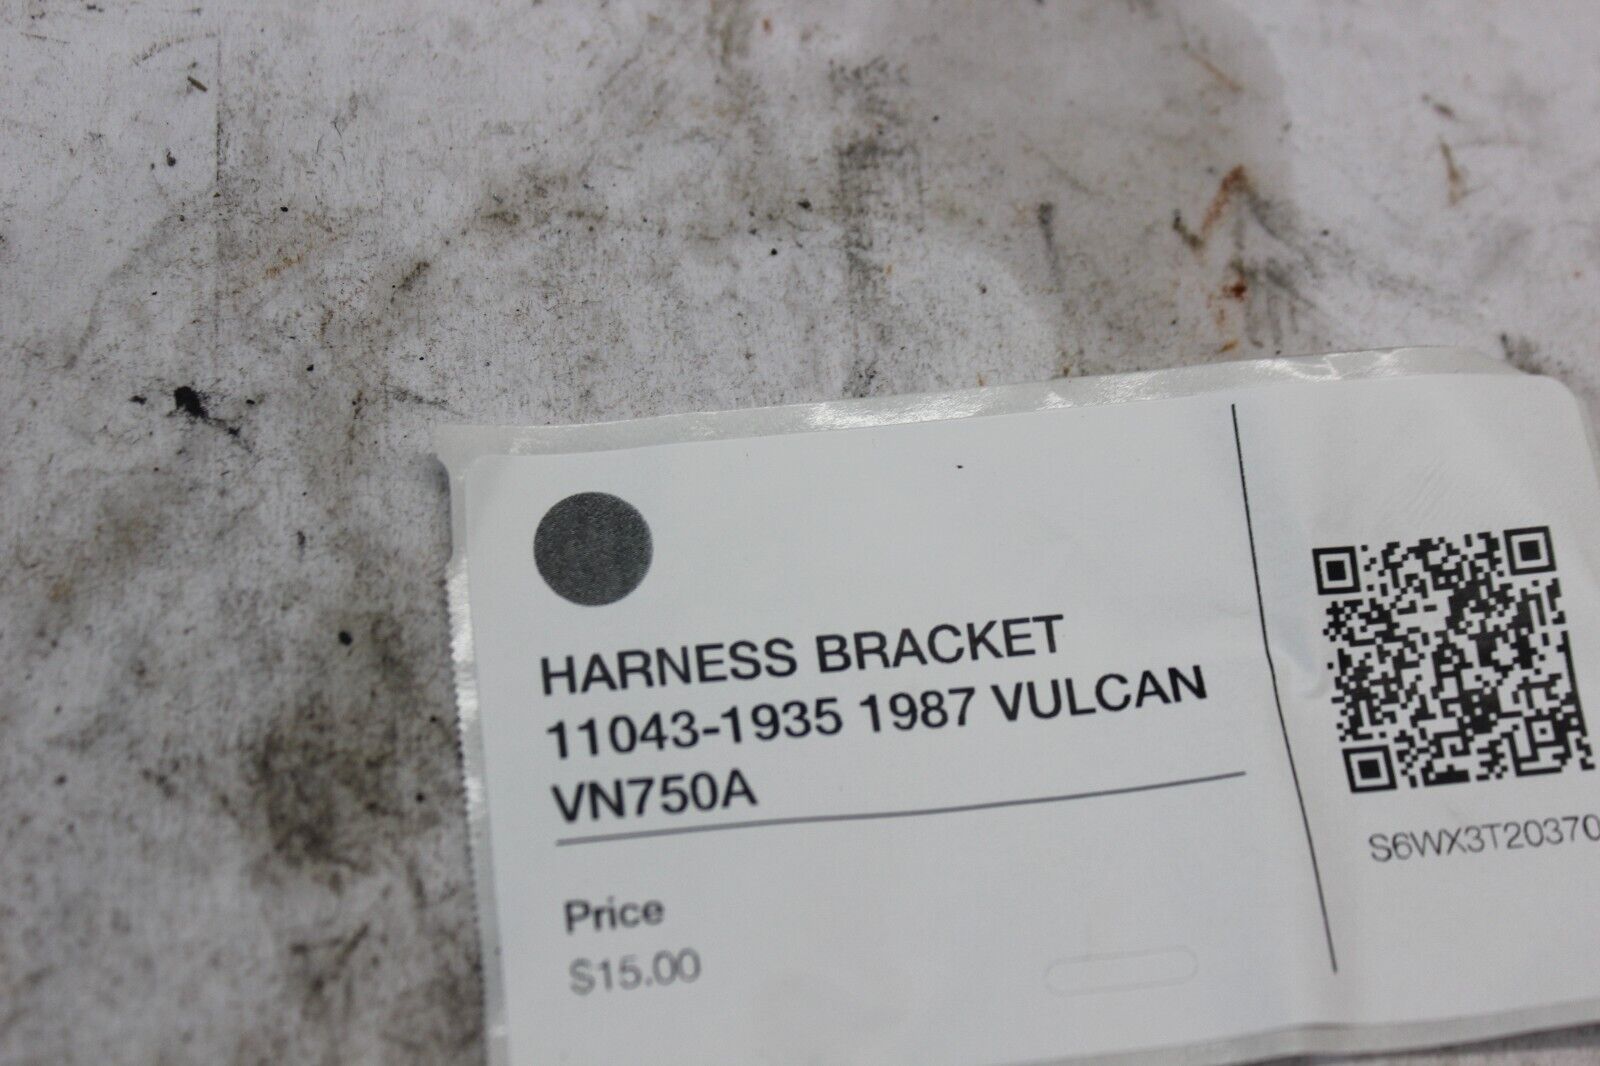 HARNESS BRACKET
11043-1935 1987 VULCAN
VN750A
Price
$15.00
S6WX3T20370